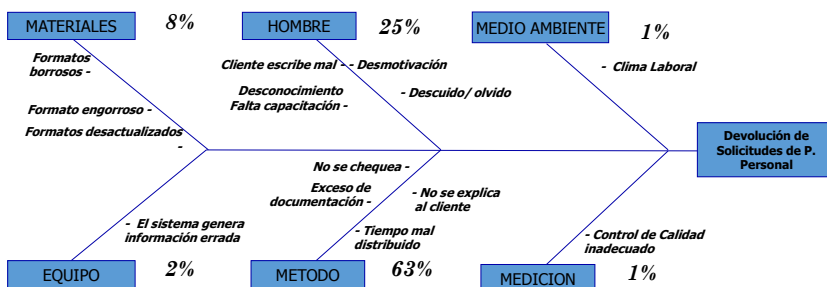 MATERIALES
8%
HOMBRE
25%
MEDIO AMBIENTE
1%
Formatos
borrosos -
Formato engorroso -
Formatos desactualizados
-
Cliente escribe mal -
- Desmotivación
Desconocimiento
Falta capacitación -
- Descuido/ olvido
- Clima Laboral
Devolución de
Solicitudes de P.
Personal
- El sistema genera
información errada
No se chequea -
Exceso de
documentación -
- No se explica
al cliente
- Tiempo mal
distribuido
- Control de Calidad
inadecuado
EQUIPO
2%
METODO
63%
MEDICION
1%